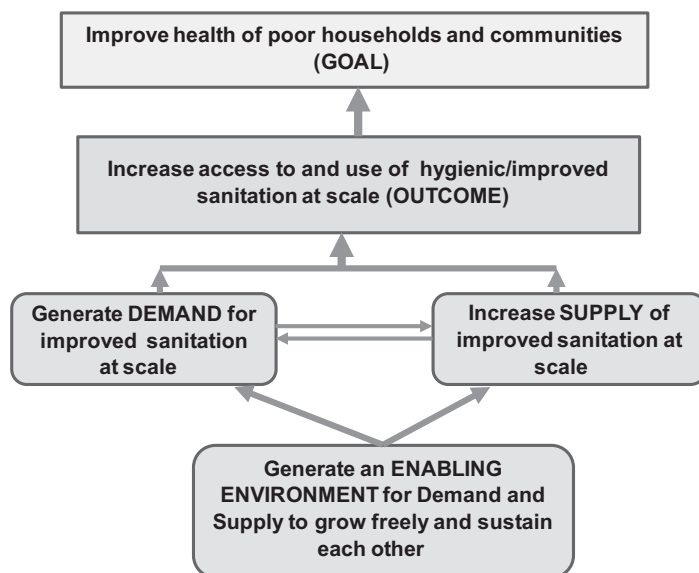 Improve health of poor households and communities
(GOAL)
Increase access to and use of hygienic/improved
sanitation at scale (OUTCOME)
Generate DEMAND for
improved sanitation
at scale
Increase SUPPLY of
improved sanitation at
scale
Generate an ENABLING
ENVIRONMENT for Demand and
Supply to grow freely and sustain
each other